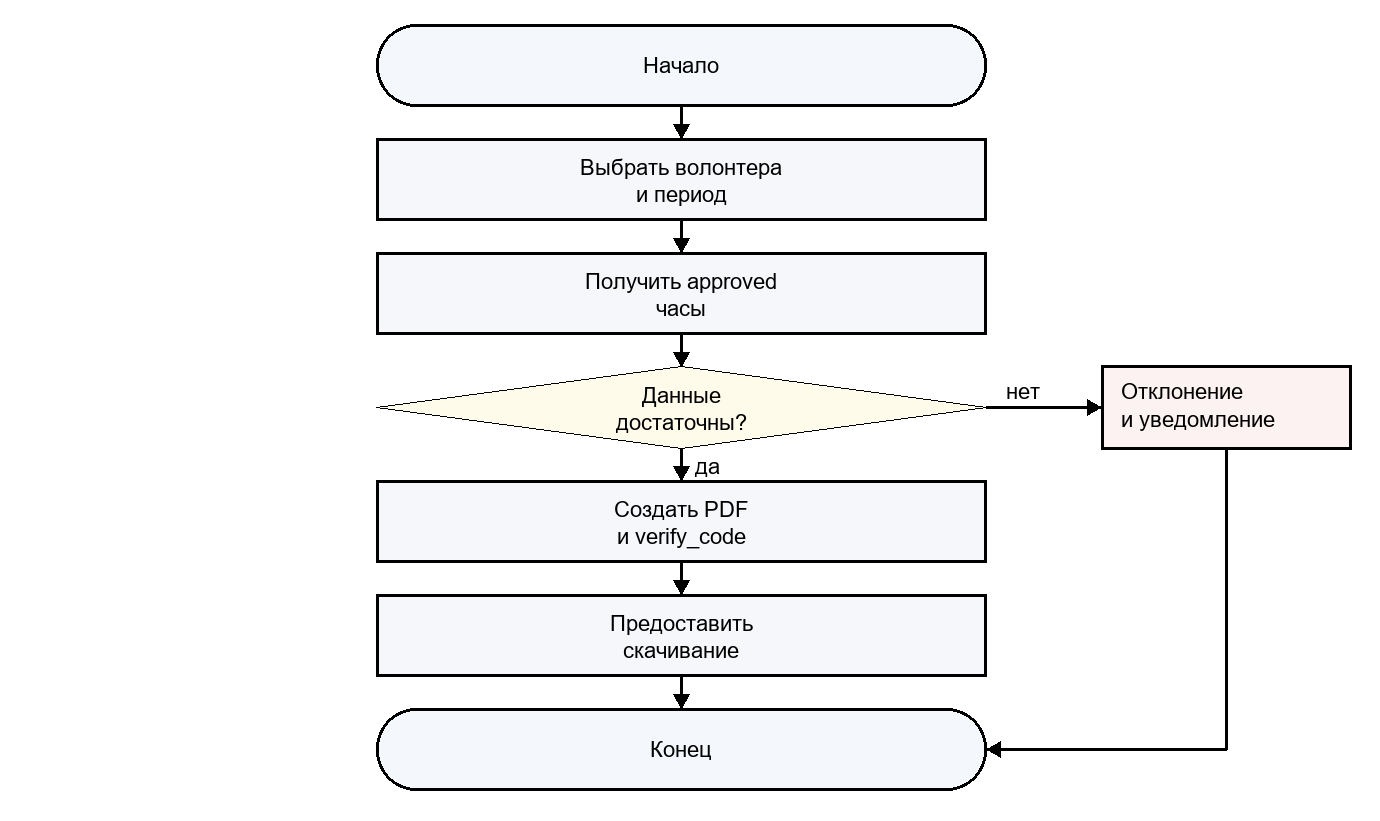 Начало
Выбрать волонтера
и период
Получить approved
часы
Данные
достаточны?
нет
Отклонение
и уведомление
да
Создать PDF
и verify_code
Предоставить
скачивание
Конец